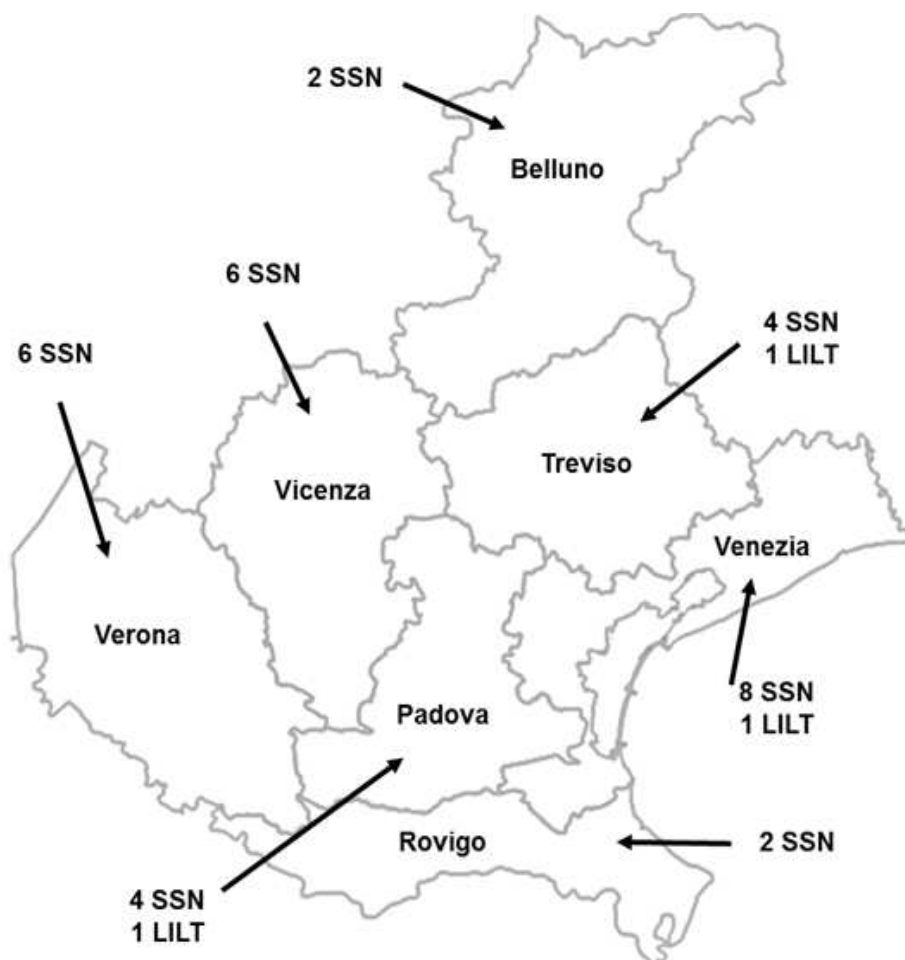 2 SSN
Belluno
6 SSN
4 SSN
1 LILT
6 SSN
Treviso
Vicenza
Venezia
Verona
8 SSN
1 LILT
Padova
Rovigo
2 SSN
4 SSN
1 LILT